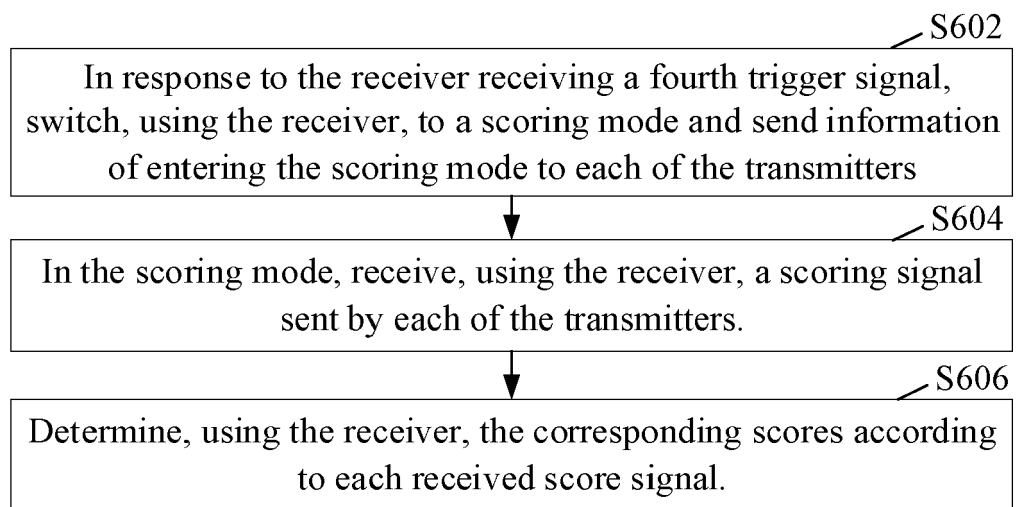 S602
In response to the receiver receiving a fourth trigger signal,
switch, using the receiver, to a scoring mode and send information
of entering the scoring mode to each of the transmitters
S604
In the scoring mode, receive, using the receiver, a scoring signal
sent by each of the transmitters.
S606
Determine, using the receiver, the corresponding scores according
to each received score signal.